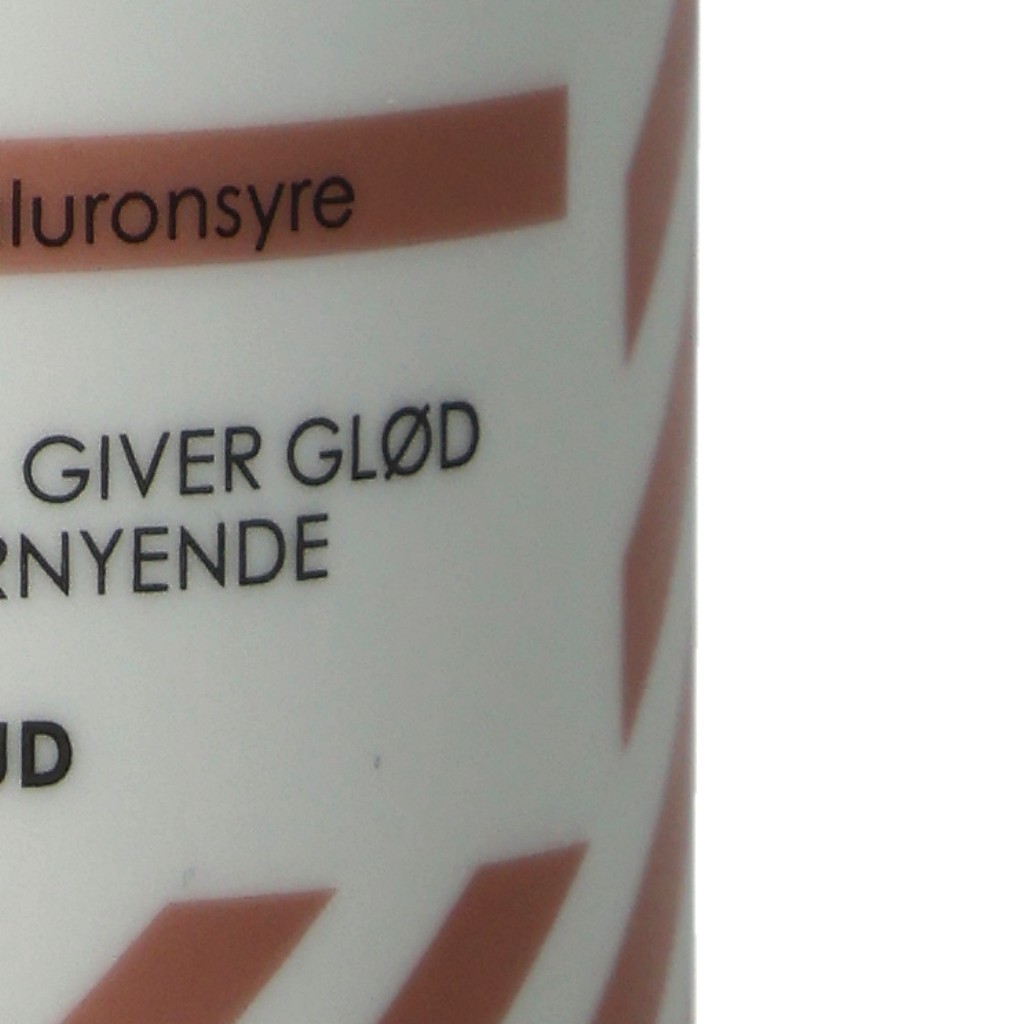 luronsyre
GIVER GLØD
RNYENDE
UD